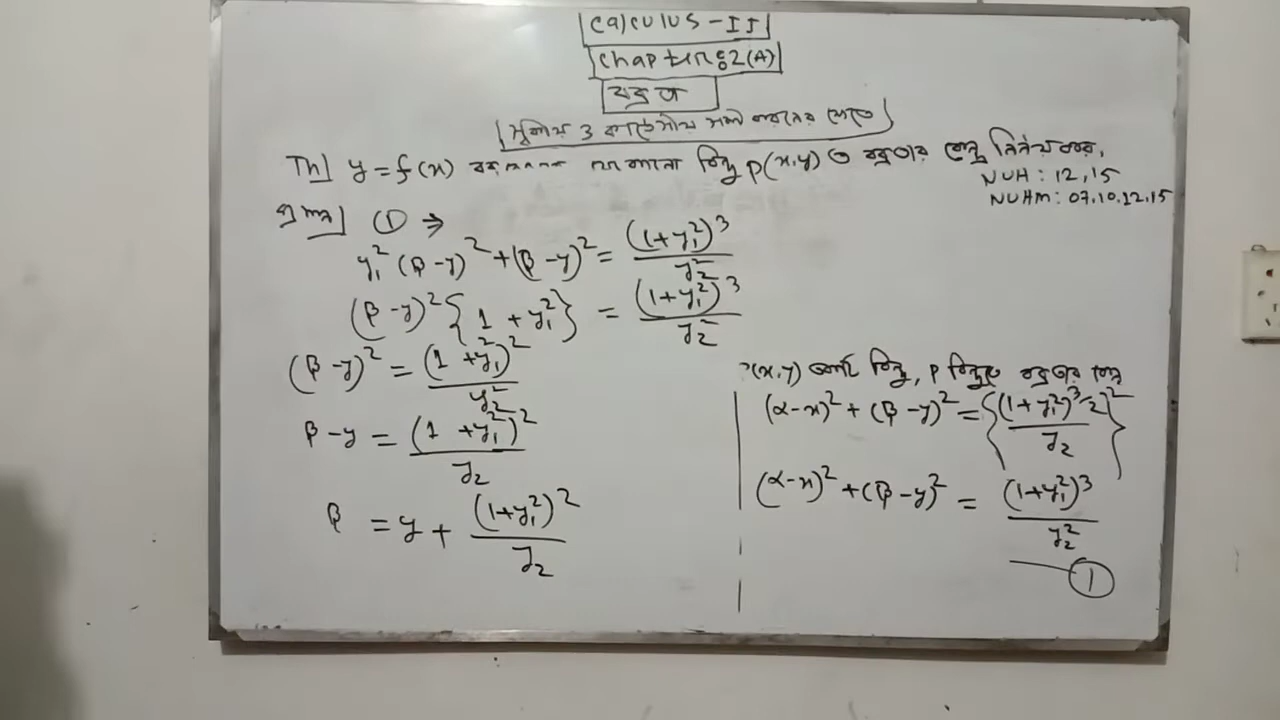 Calculus-II
Chapter: 2(A)
বক্রতা
Th] y = f(x) যেকোনো বিন্দু P(x,y) তে বক্রতার কেন্দ্র নির্ণয় কর,
NUH : 12,15
NUHM: 07.10.12.15
① ⇒
y₁² (β-y)² + (β-y)² = (1+y₁²)³ / y₂²
(β-y)² {1 + y₁²} = (1+y₁²)³ / y₂²
(β-y)² = (1 + y₁²)² / y₂²
β-y = (1 + y₁²)² / y₂
β = y + (1+y₁²)² / y₂
(x,y) বিন্দু, P বিন্দুতে বক্রতার
(α-x)² + (β-y)² = {(1+y₁²)^3/2 / y₂}²
(α-x)² + (β-y)² = (1+y₁²)³ / y₂²
①